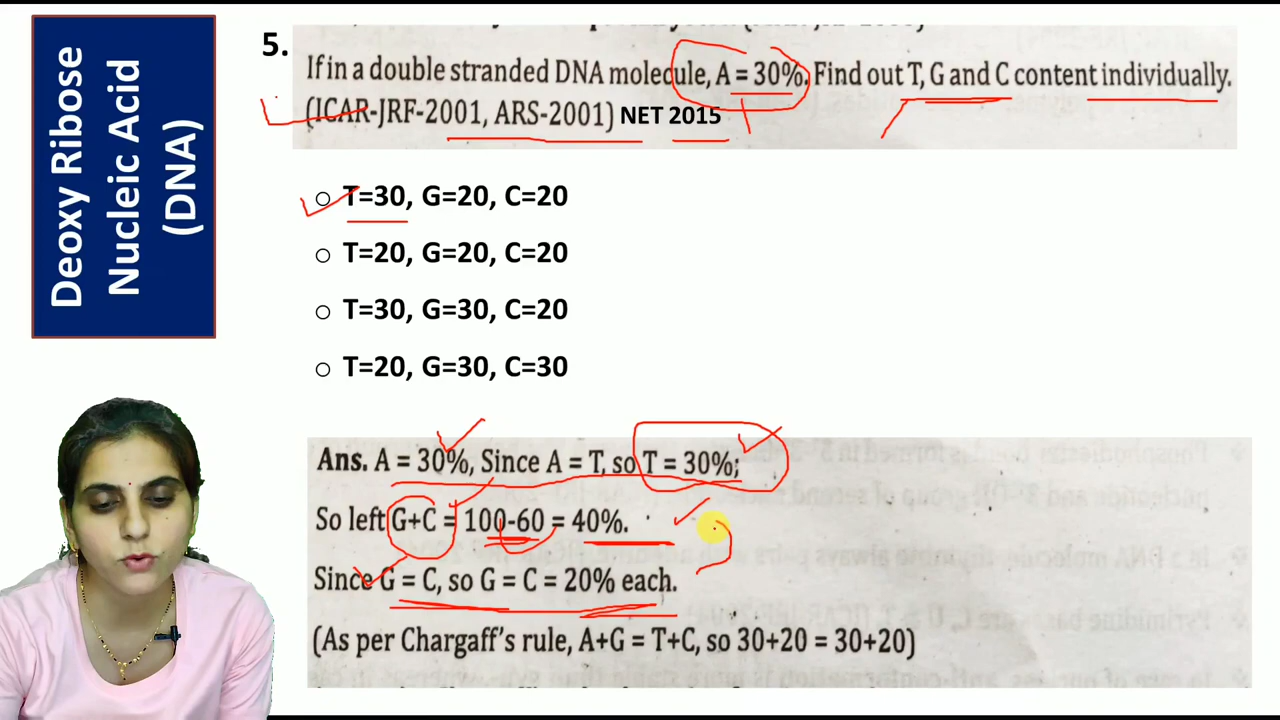 Deoxy Ribose
Nucleic Acid
(DNA)
5.
If in a double stranded DNA molecule, A = 30%. Find out T, G and C content individually.
(ICAR-JRF-2001, ARS-2001) NET 2015
T=30, G=20, C=20
T=20, G=20, C=20
T=30, G=30, C=20
T=20, G=30, C=30
Ans. A = 30%, Since A = T, so T = 30%;
So left G+C = 100-60 = 40%.
Since G = C, so G = C = 20% each.
(As per Chargaff's rule, A+G = T+C, so 30+20 = 30+20)